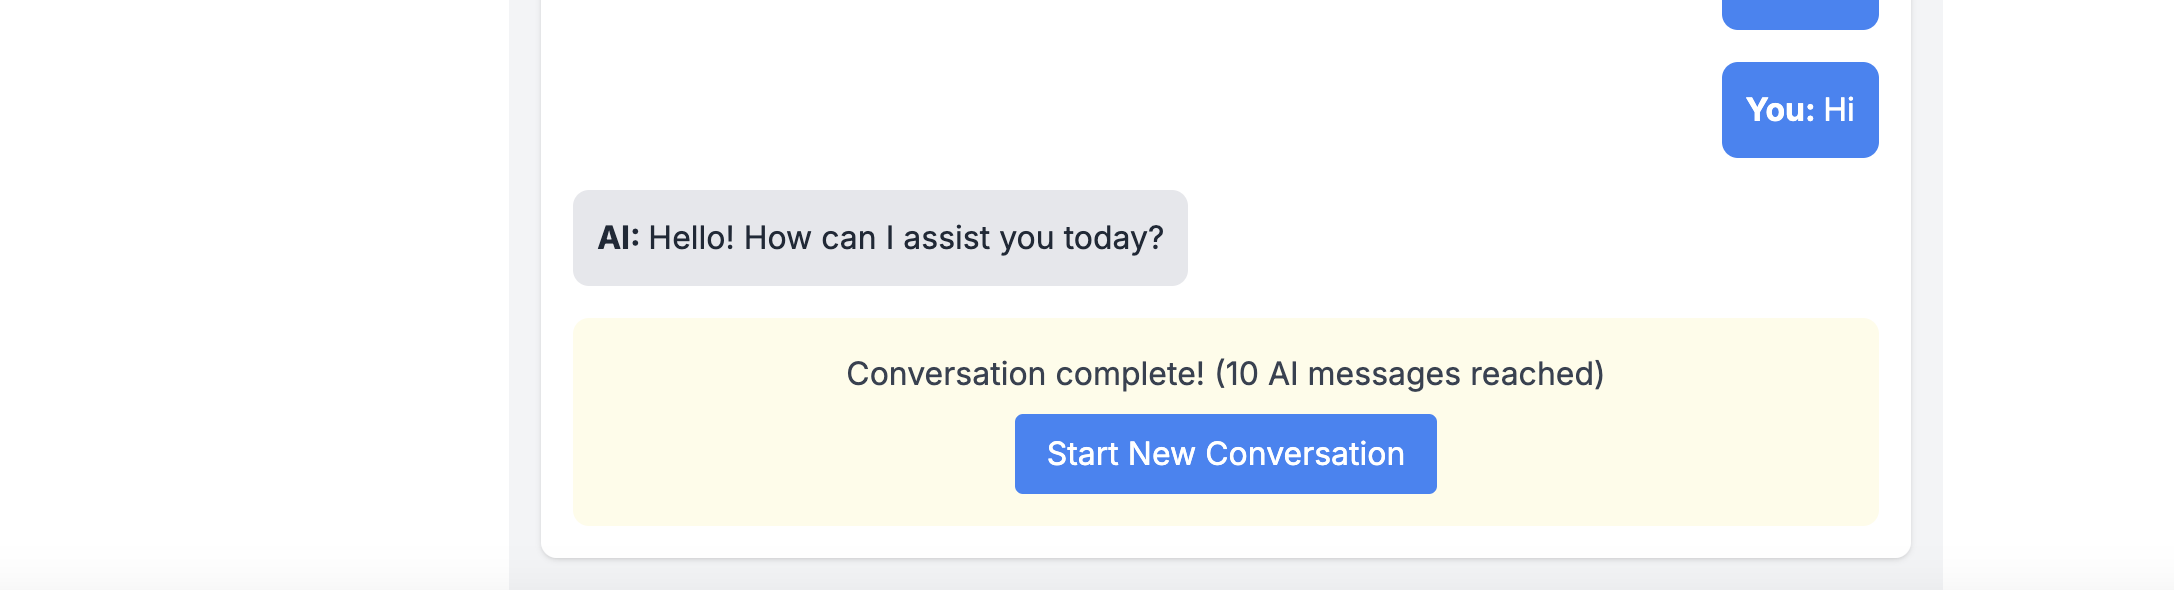 You: Hi
AI: Hello! How can I assist you today?
Conversation complete! (10 AI messages reached)
Start New Conversation